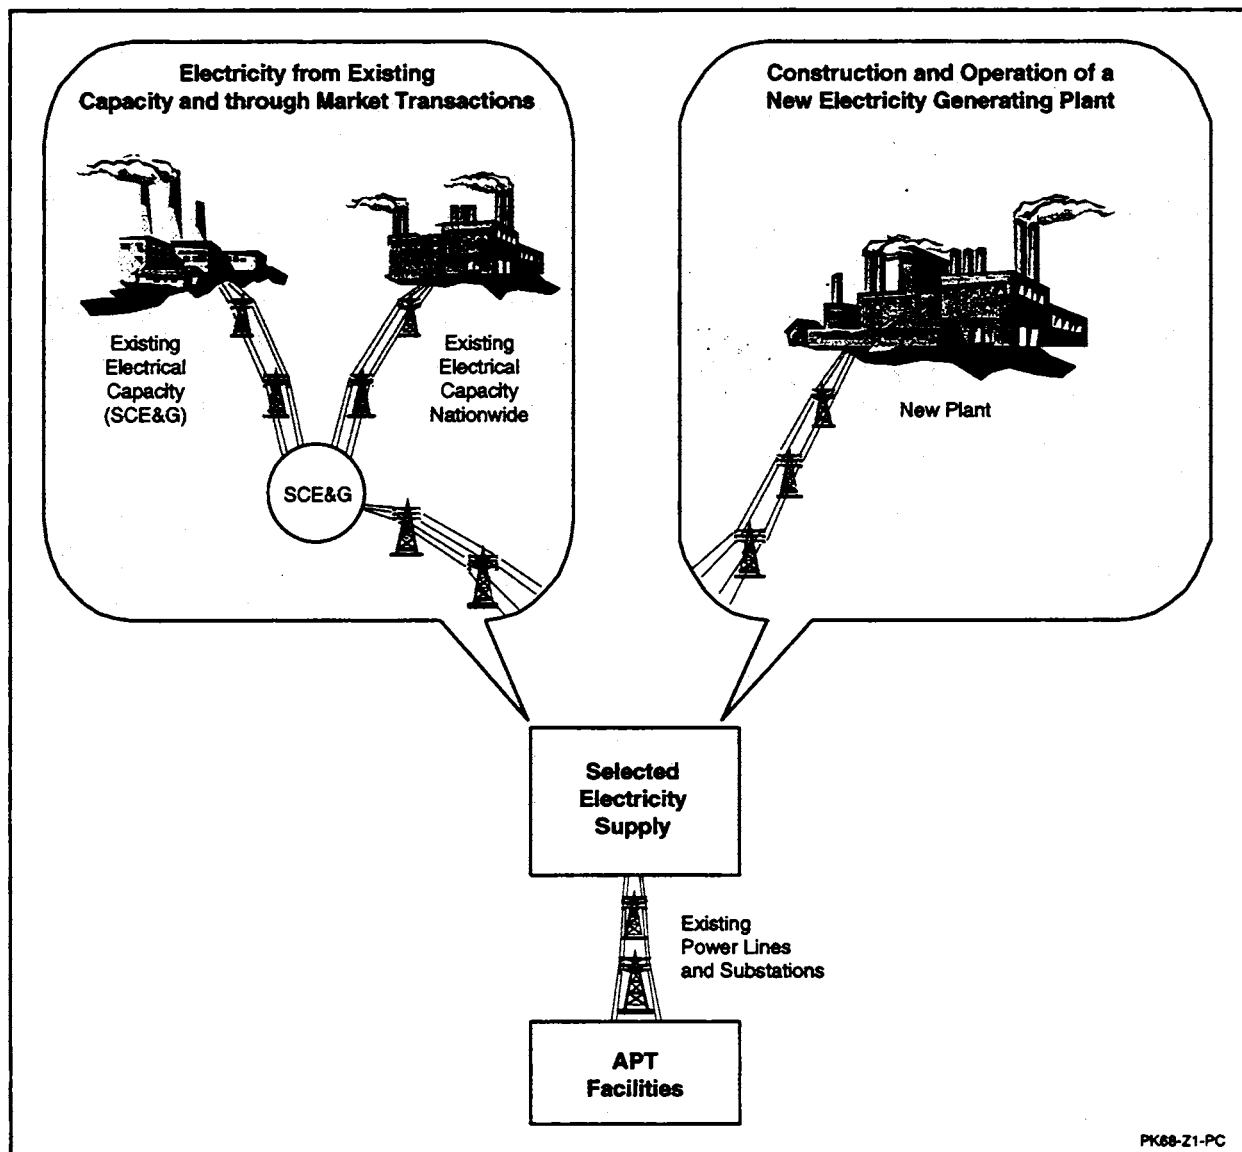 Electricity from Existing
Capacity and through Market Transactions
Existing
Electrical
Capacity
(SCE&G)
Existing
Electrical
Capacity
Nationwide
SCE&G
Construction and Operation of a
New Electricity Generating Plant
New Plant
Selected
Electricity
Supply
Existing
Power Lines
and Substations
APT
Facilities
PK68-Z1-PC